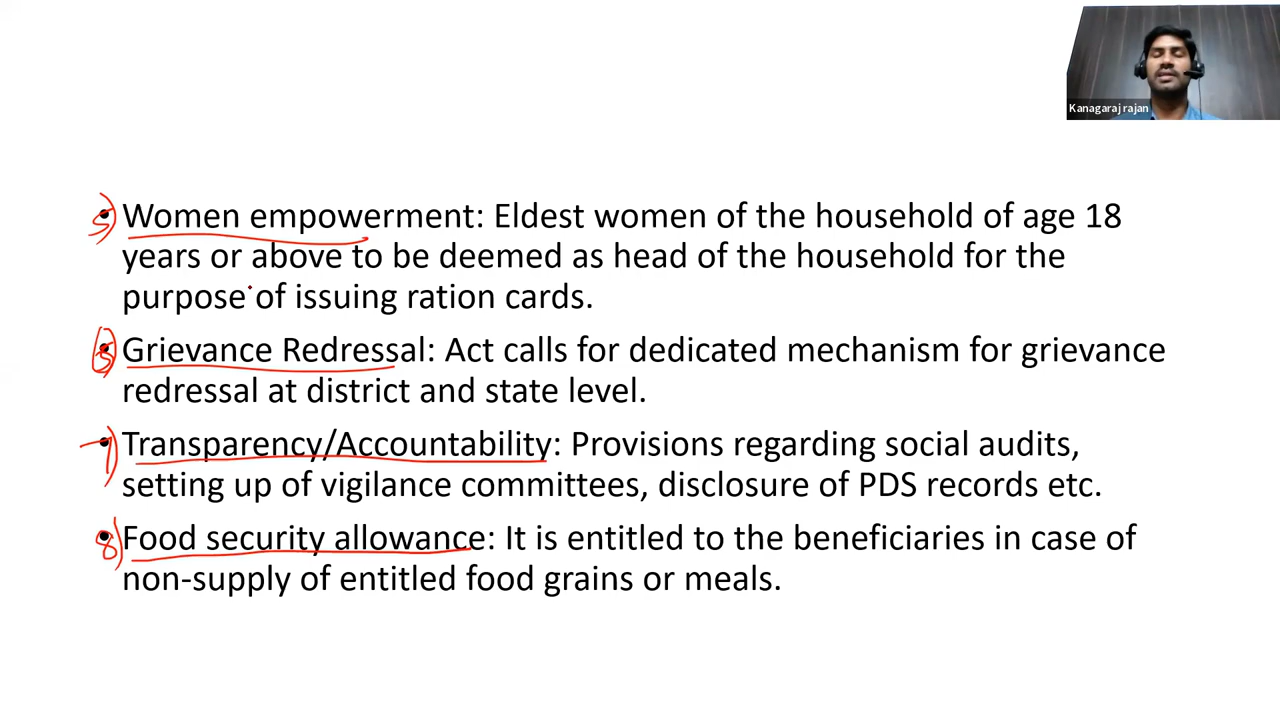 Kanagaraj rajan
5) Women empowerment: Eldest women of the household of age 18
years or above to be deemed as head of the household for the
purpose of issuing ration cards.
Grievance Redressal: Act calls for dedicated mechanism for grievance
redressal at district and state level.
7) Transparency/Accountability: Provisions regarding social audits,
setting up of vigilance committees, disclosure of PDS records etc.
8) Food security allowance: It is entitled to the beneficiaries in case of
non-supply of entitled food grains or meals.